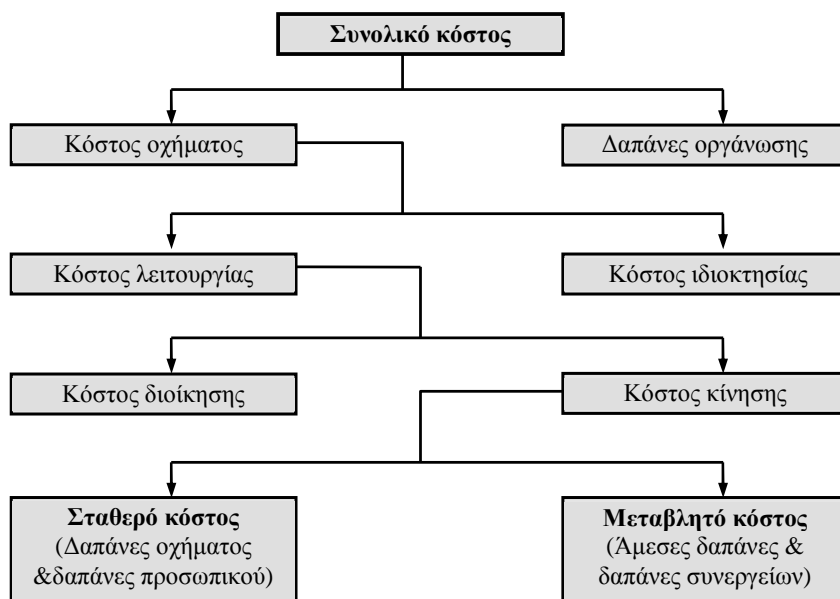 Συνολικό κόστος
Κόστος οχήματος
Δαπάνες οργάνωσης
Κόστος λειτουργίας
Κόστος ιδιοκτησίας
Κόστος διοίκησης
Κόστος κίνησης
Σταθερό κόστος
(Δαπάνες οχήματος
&δαπάνες προσωπικού)
Μεταβλητό κόστος
(Άμεσες δαπάνες &
δαπάνες συνεργείων)